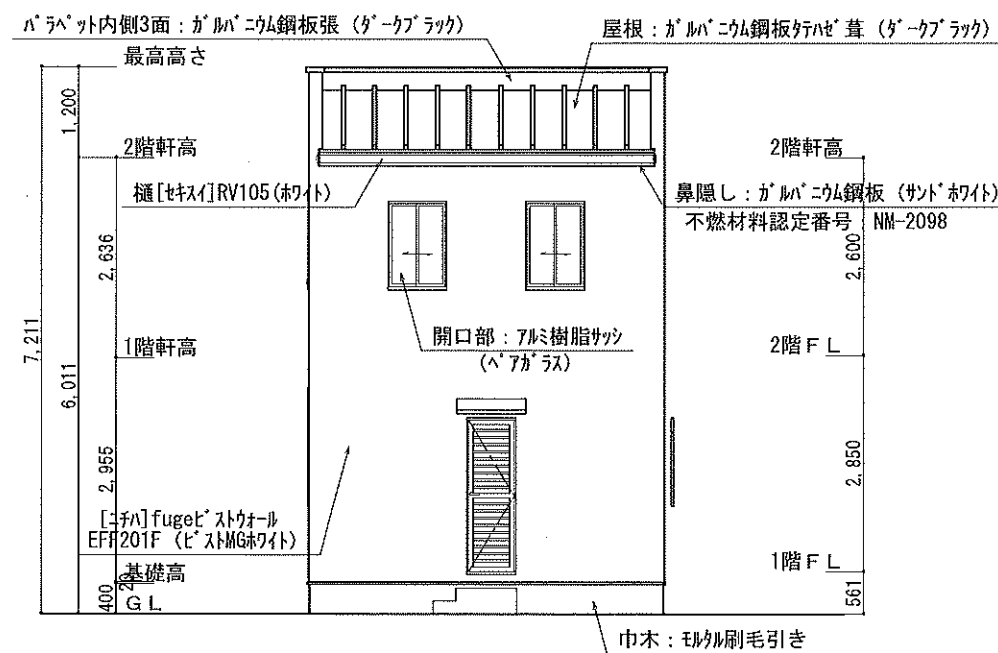 パラペット内側3面：ガルバニウム鋼板張（ダークブラック）
屋根：ガルバニウム鋼板タテハゼ葺（ダークブラック）
最高高さ
1,200
2階軒高
2階軒高
樋[セキスイ]RV105(ホワイト)
鼻隠し：ガルバニウム鋼板（サンドホワイト）
不燃材料認定番号 NM-2098
2,636
2,600
7,211
6,011
開口部：アルミ樹脂サッシ
(ペアガラス)
1階軒高
2階ＦＬ
2,955
2,850
[ニチハ]fugeビストウォール
EFF201F（ビストMGホワイト）
基礎高
20
1階ＦＬ
400
ＧＬ
561
巾木：モルタル刷毛引き